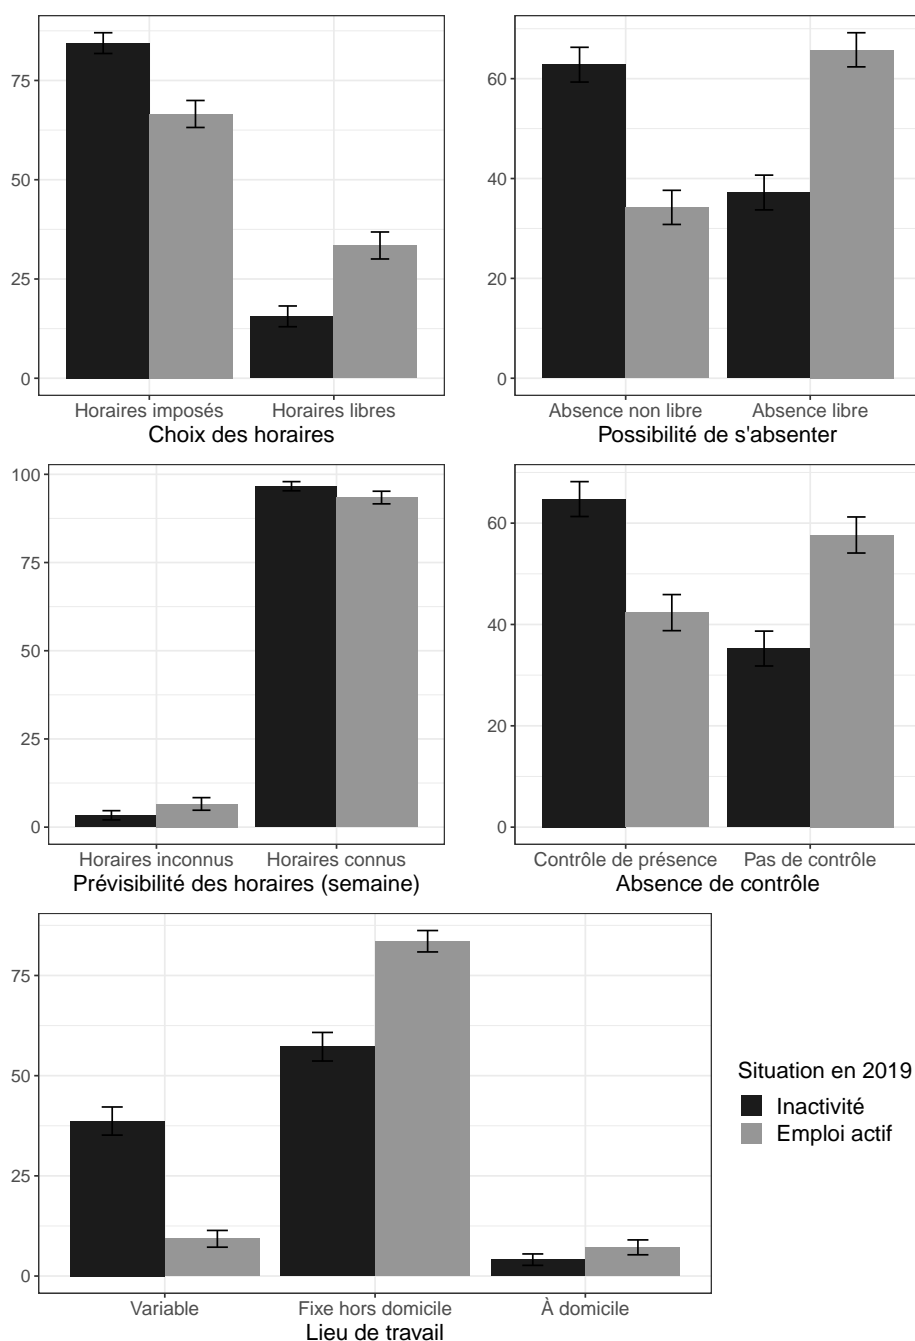 75
50
25
0
Horaires imposés Horaires libres
Choix des horaires
60
40
20
0
Absence non libre Absence libre
Possibilité de s'absenter
100
75
50
25
0
Horaires inconnus Horaires connus
Prévisibilité des horaires (semaine)
60
40
20
0
Contrôle de présence Pas de contrôle
Absence de contrôle
75
50
25
0
Variable Fixe hors domicile À domicile
Lieu de travail
Situation en 2019
Inactivité
Emploi actif